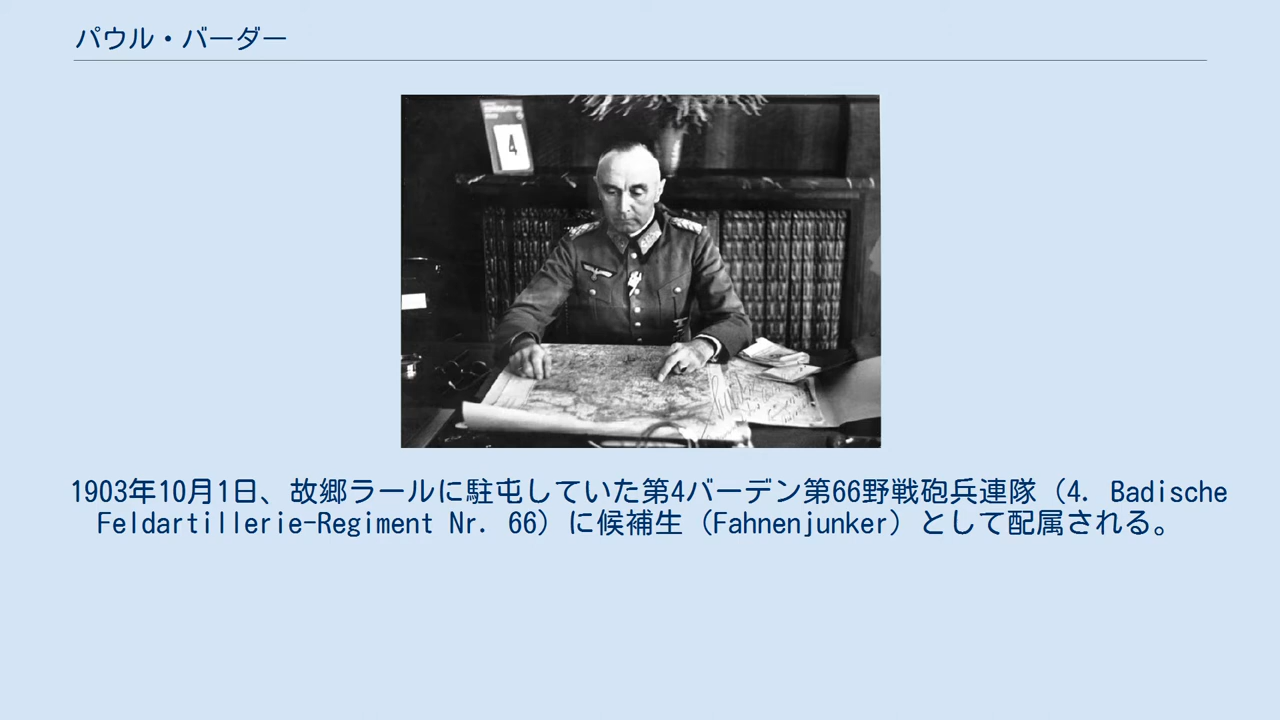 パウル・バーダー
4
1903年10月1日、故郷ラールに駐屯していた第4バーデン第66野戦砲兵連隊（4. Badische
Feldartillerie-Regiment Nr. 66）に候補生（Fahnenjunker）として配属される。